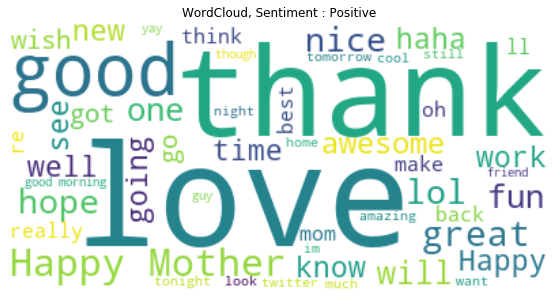 WordCloud, Sentiment : Positive
wish
new
yay
think
nice
haha
ll
good
thank
though
tomorrow
cool
still
see
got
one
night
best
oh
re
well
going
go
time
home
awesome
make
work
good morning
love
guy
lol
friend
fun
hope
amazing
back
really
mom
great
im
Happy Mother
know
will
Happy
tonight
look
twitter
much
want